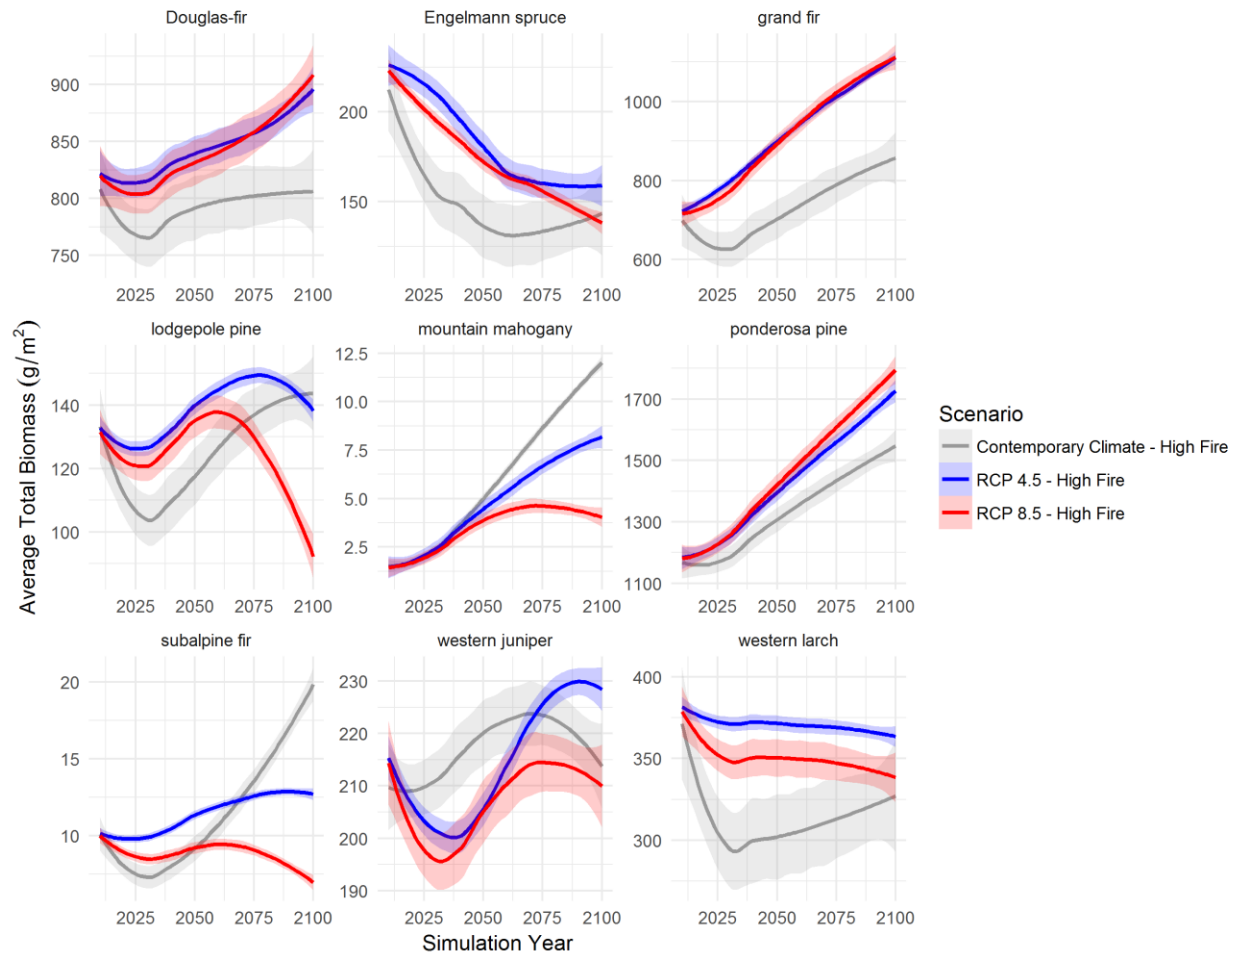 Douglas-fir
Engelmann spruce
grand fir
900
850
800
750
2025 2050 2075 2100
200
150
2025 2050 2075 2100
1000
800
600
2025 2050 2075 2100
lodgepole pine
mountain mahogany
ponderosa pine
140
120
100
2025 2050 2075 2100
12.5
10.0
7.5
5.0
2.5
2025 2050 2075 2100
1700
1500
1300
1100
2025 2050 2075 2100
subalpine fir
western juniper
western larch
20
15
10
2025 2050 2075 2100
230
220
210
200
190
2025 2050 2075 2100
400
350
300
2025 2050 2075 2100
Average Total Biomass (g/m²)
Simulation Year
Scenario
Contemporary Climate - High Fire
RCP 4.5 - High Fire
RCP 8.5 - High Fire